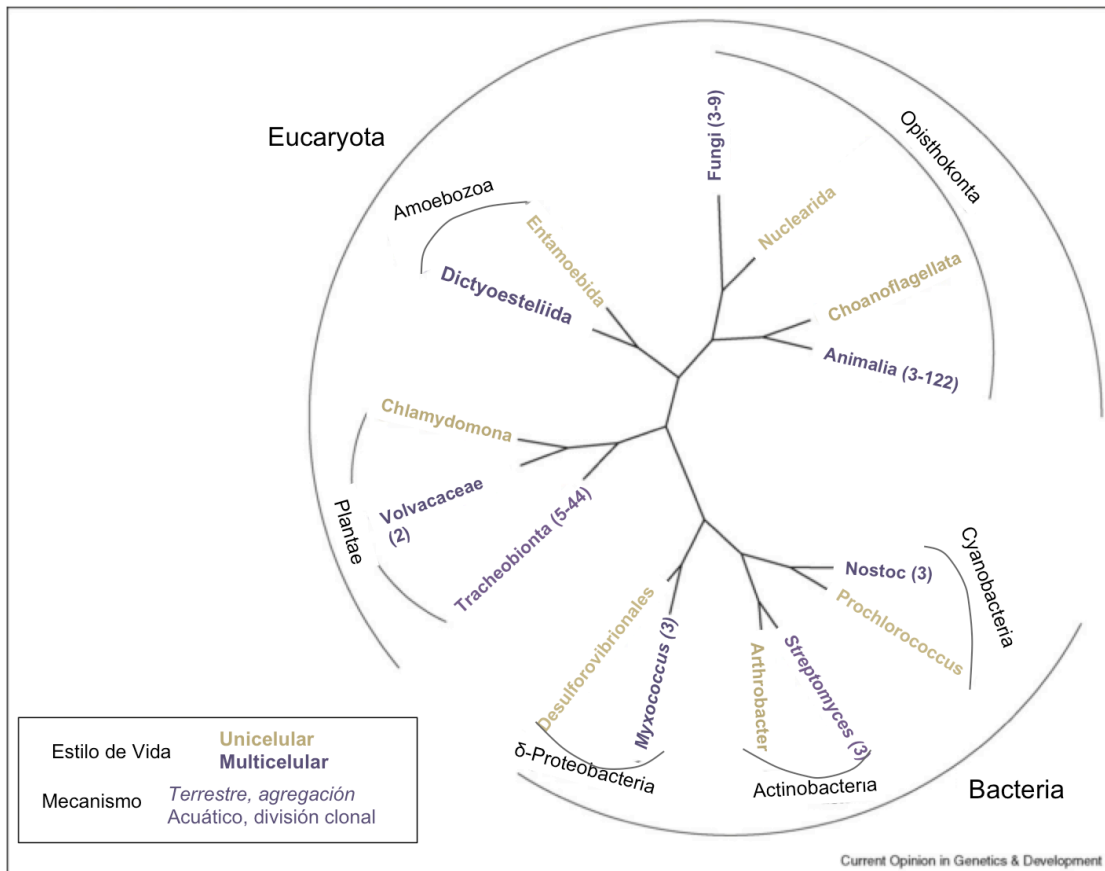 Eucaryota
Opisthokonta
Fungi (3-9)
Nuclearida
Choanoflagellata
Animalia (3-122)
Amoebozoa
Entamoebida
Dictyoesteliida
Chlamydomona
Volvacaceae
(2)
Plantae
Tracheobionta (5-44)
Nostoc (3)
Prochlorococcus
Cyanobacteria
Desulforovibrionales
Myxococcus (3)
δ-Proteobacteria
Arthrobacter
Streptomyces (3)
Actinobacteria
Bacteria
Estilo de Vida
Unicelular
Multicelular
Mecanismo
Terrestre, agregación
Acuático, división clonal
Current Opinion in Genetics & Development